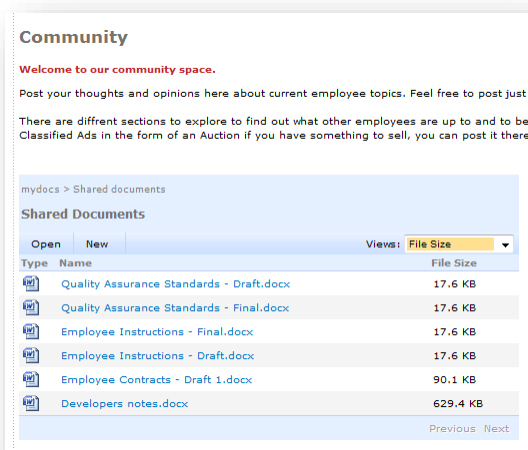 Community
Welcome to our community space.
Post your thoughts and opinions here about current employee topics. Feel free to post just
There are diffrent sections to explore to find out what other employees are up to and to be
Classified Ads in the form of an Auction if you have something to sell, you can post it there
mydocs > Shared documents
Shared Documents
Open New Views: File Size
Type Name File Size
Quality Assurance Standards - Draft.docx 17.6 KB
Quality Assurance Standards - Final.docx 17.6 KB
Employee Instructions - Final.docx 17.6 KB
Employee Instructions - Draft.docx 17.6 KB
Employee Contracts - Draft 1.docx 90.1 KB
Developers notes.docx 629.4 KB
Previous Next